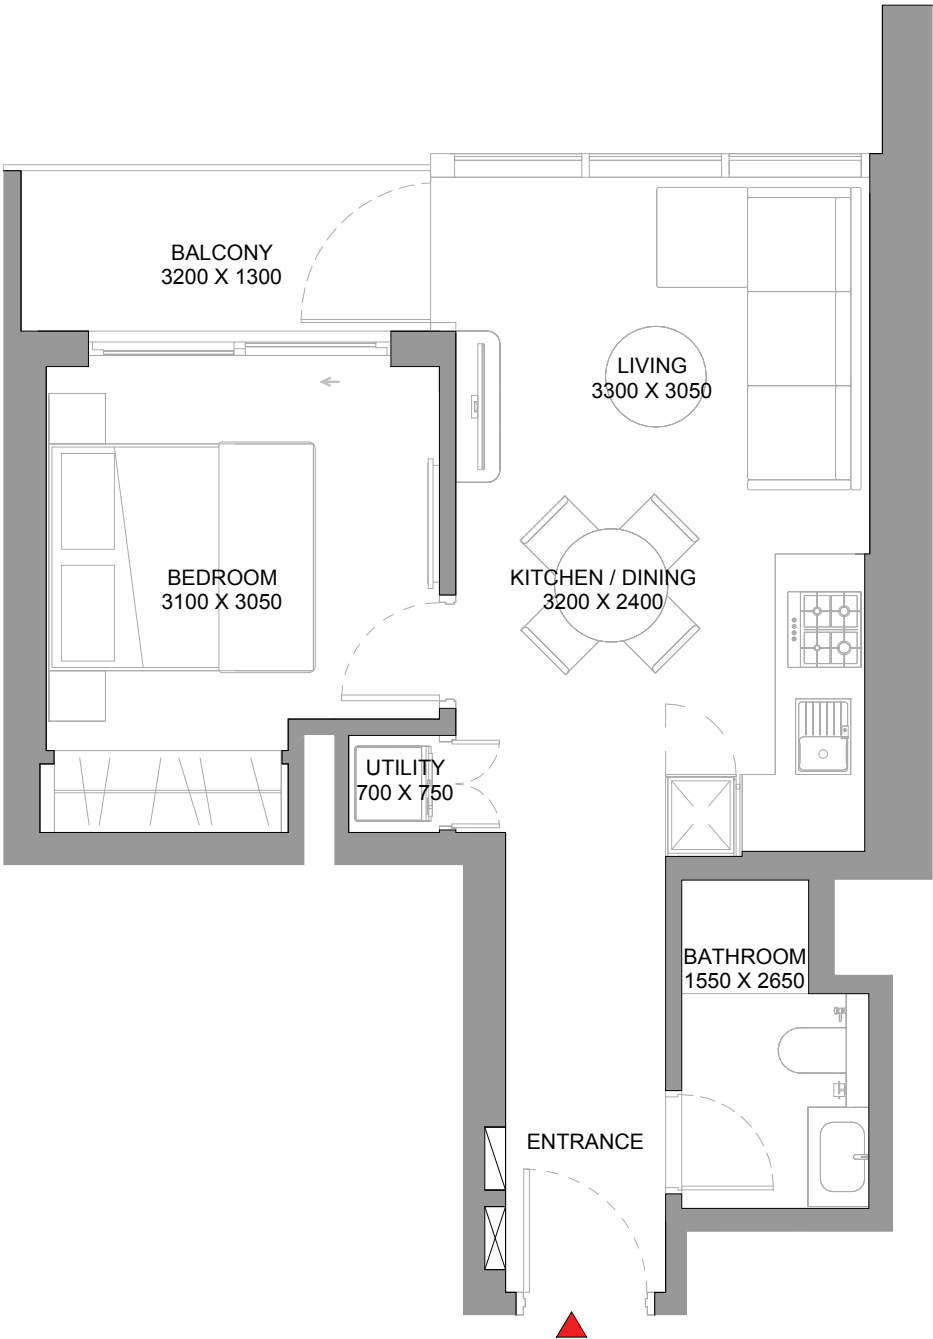 BALCONY
3200 X 1300
LIVING
3300 X 3050
BEDROOM
3100 X 3050
KITCHEN / DINING
3200 X 2400
UTILITY
700 X 750
BATHROOM
1550 X 2650
ENTRANCE